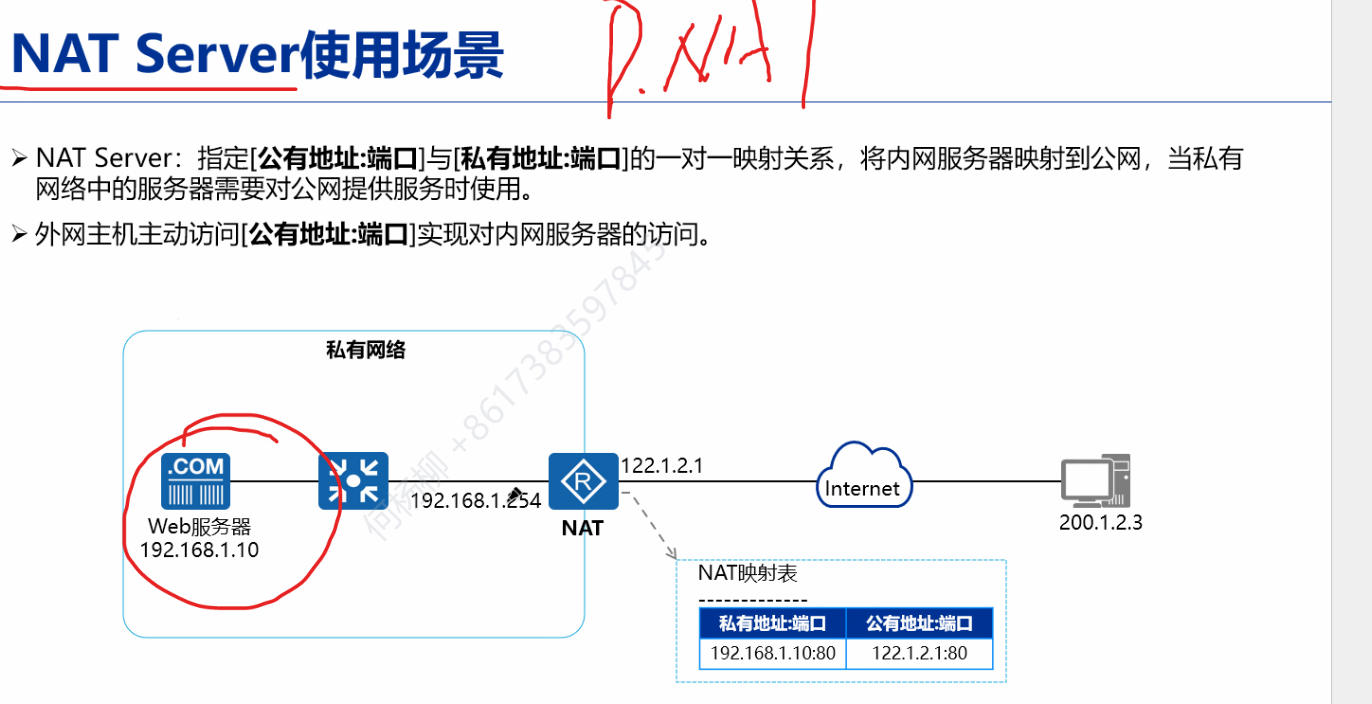 NAT Server使用场景
D.NAT
NAT Server：指定[公有地址:端口]与[私有地址:端口]的一对一映射关系，将内网服务器映射到公网，当私有
网络中的服务器需要对公网提供服务时使用。
外网主机主动访问[公有地址:端口]实现对内网服务器的访问。
私有网络
.COM
Web服务器
192.168.1.10
192.168.1.254
R
NAT
122.1.2.1
Internet
200.1.2.3
NAT映射表
-------------
私有地址:端口 公有地址:端口
192.168.1.10:80 122.1.2.1:80
+8617383597845